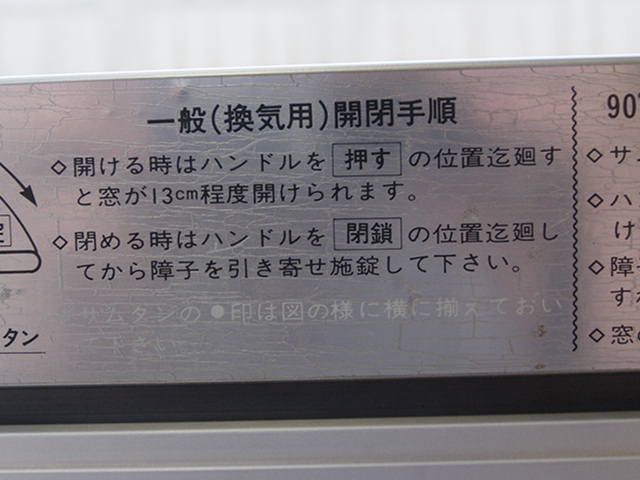 一般(換気用)開閉手順
◇開ける時はハンドルを 押す の位置迄廻す
と窓が13cm程度開けられます。
◇閉める時はハンドルを 閉鎖 の位置迄廻し
てから障子を引き寄せ施錠して下さい。
サムタンの●印は図の様に横に揃えておい
下さい
タン
90
◇サ
◇ハ
け
◇障子
す
◇窓